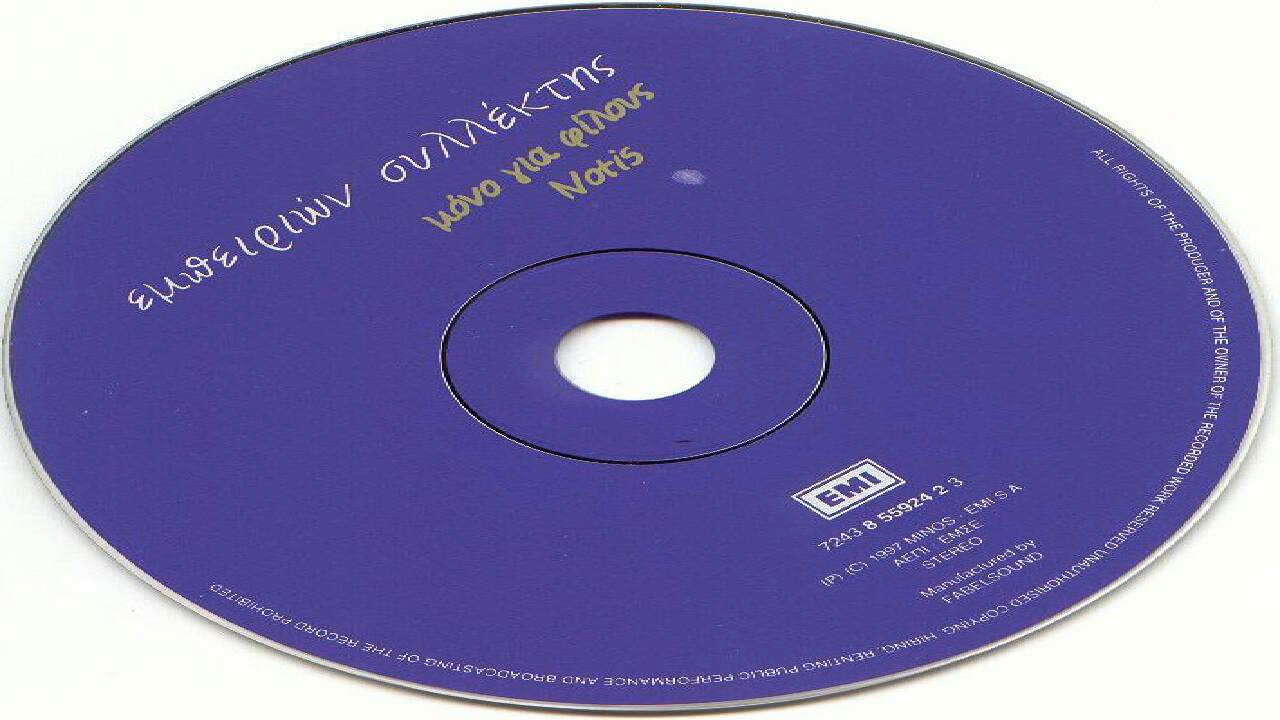 εμπειριών συλλέκτης
μόνο για φίλους
Notis
EMI
7243 8 55924 2 3
(P) (C) 1997 MINOS - EMI S A
ΑΕΠΙ . ΕΜΣΕ
STEREO
Manufactured by
FABELSOUND
ALL RIGHTS OF THE PRODUCER AND OF THE OWNER OF THE RECORDED WORK RESERVED UNAUTHORISED COPYING, HIRING, RENTING PUBLIC PERFORMANCE AND BROADCASTING OF THE RECORD PROHIBITED